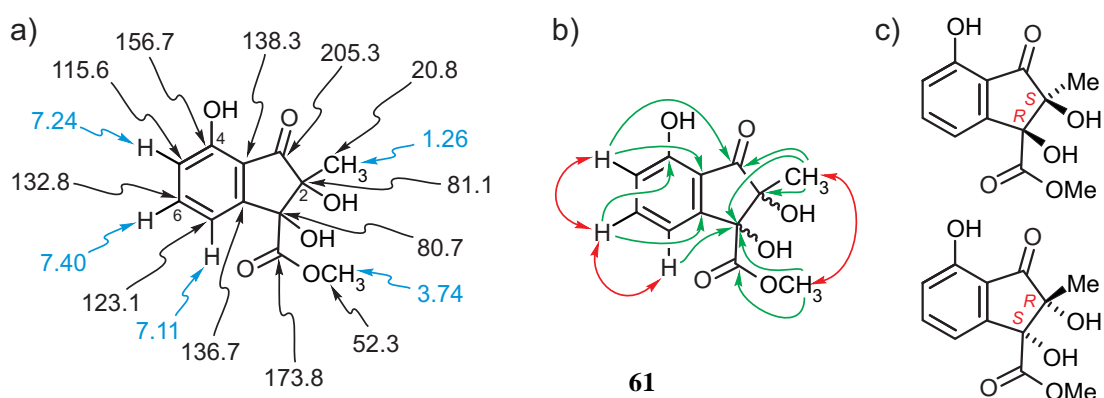 a)
156.7
138.3
205.3
20.8
115.6
7.24
OH
4
O
H
CH3
1.26
132.8
6
2
OH
81.1
H
OH
80.7
7.40
O
OCH3
3.74
123.1
H
7.11
136.7
173.8
52.3
b)
OH
O
H
CH3
OH
H
OH
H
O
OCH3
61
c)
OH
O
Me
S
R
OH
OH
O
OMe
OH
O
Me
R
S
OH
OH
O
OMe